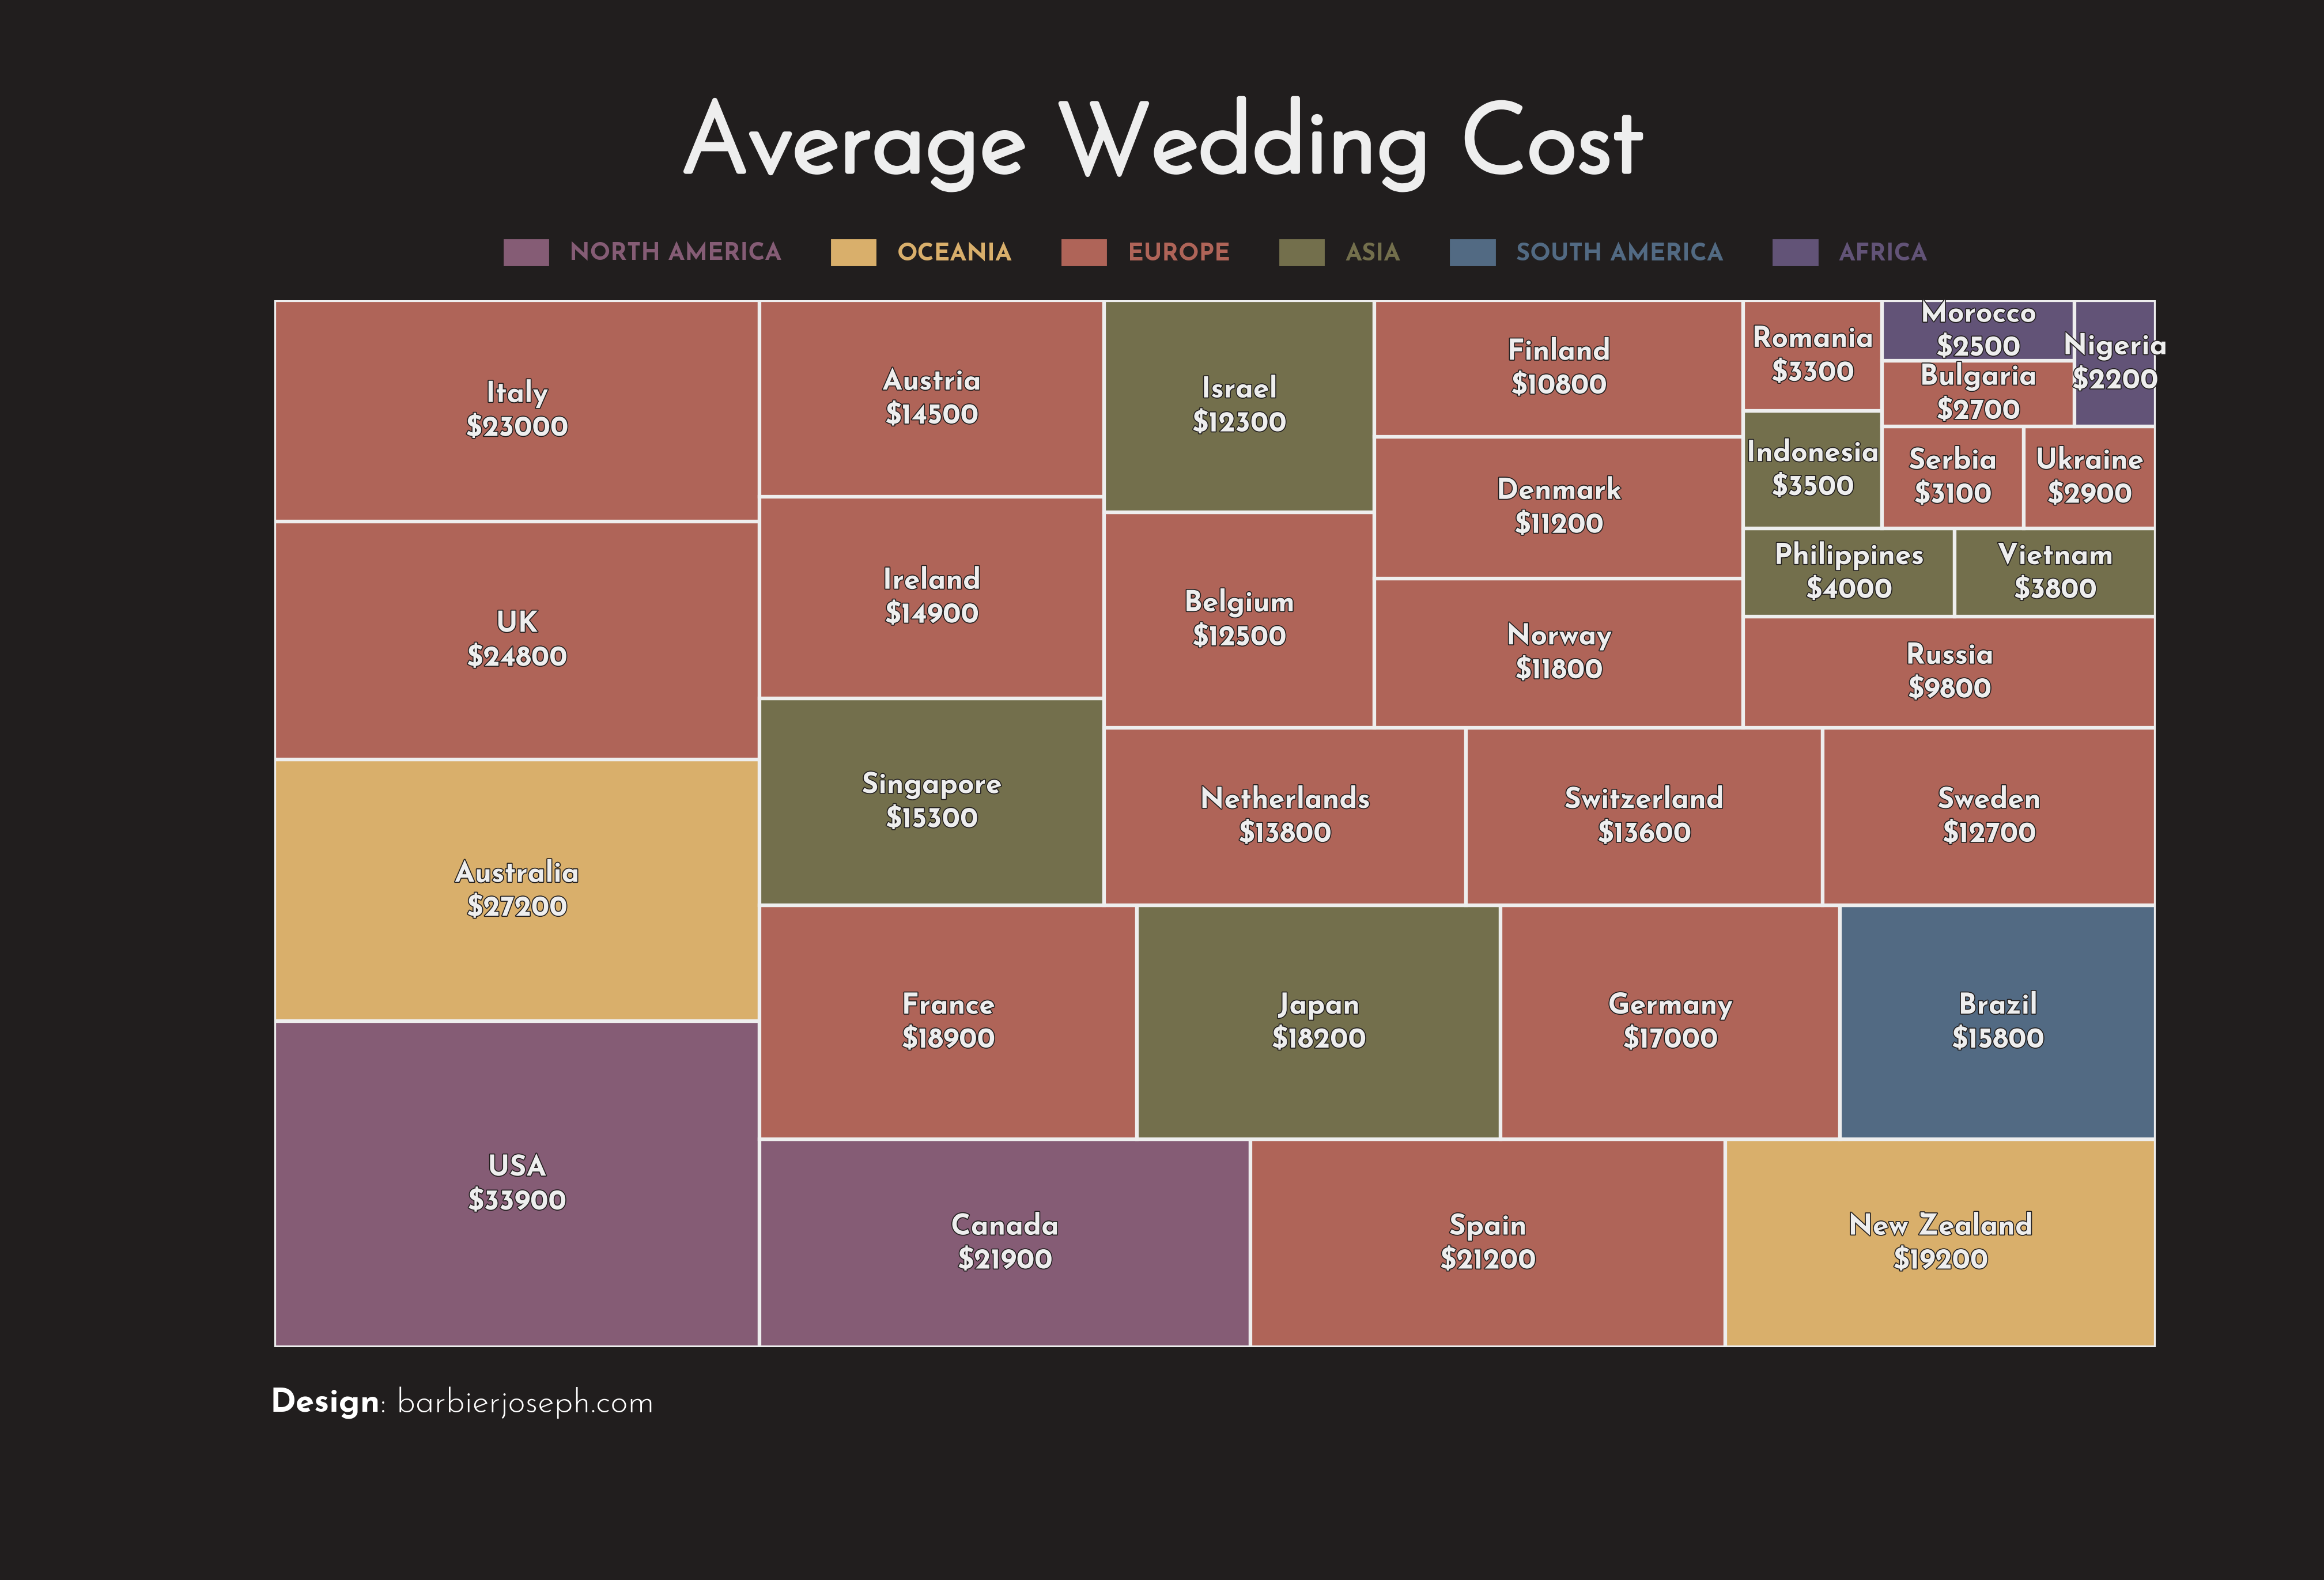 Average Wedding Cost
NORTH AMERICA
OCEANIA
EUROPE
ASIA
SOUTH AMERICA
AFRICA
Italy
$23000
UK
$24800
Australia
$27200
USA
$33900
Austria
$14500
Ireland
$14900
Singapore
$15300
Israel
$12300
Belgium
$12500
Finland
$10800
Denmark
$11200
Norway
$11800
Romania
$3300
Indonesia
$3500
Morocco
$2500
Bulgaria
$2700
Nigeria
$2200
Serbia
$3100
Ukraine
$2900
Philippines
$4000
Vietnam
$3800
Russia
$9800
Netherlands
$13800
Switzerland
$13600
Sweden
$12700
France
$18900
Japan
$18200
Germany
$17000
Brazil
$15800
Canada
$21900
Spain
$21200
New Zealand
$19200
Design: barbierjoseph.com